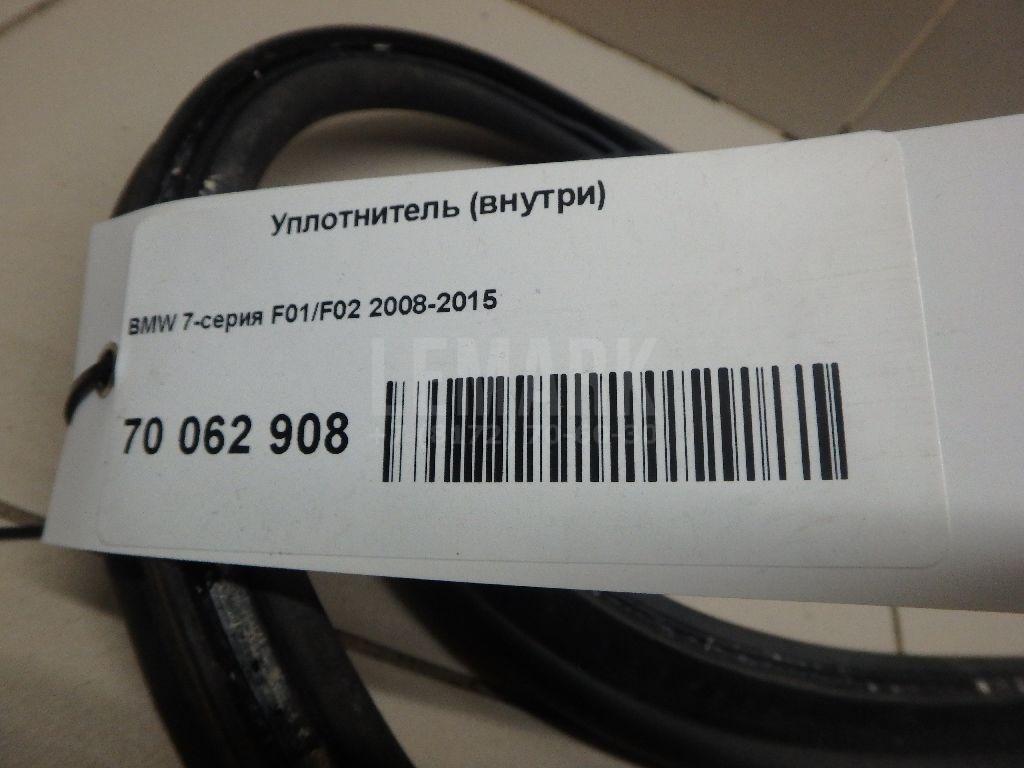 Уплотнитель (внутри)
BMW 7-серия F01/F02 2008-2015
LEMARK
70 062 908